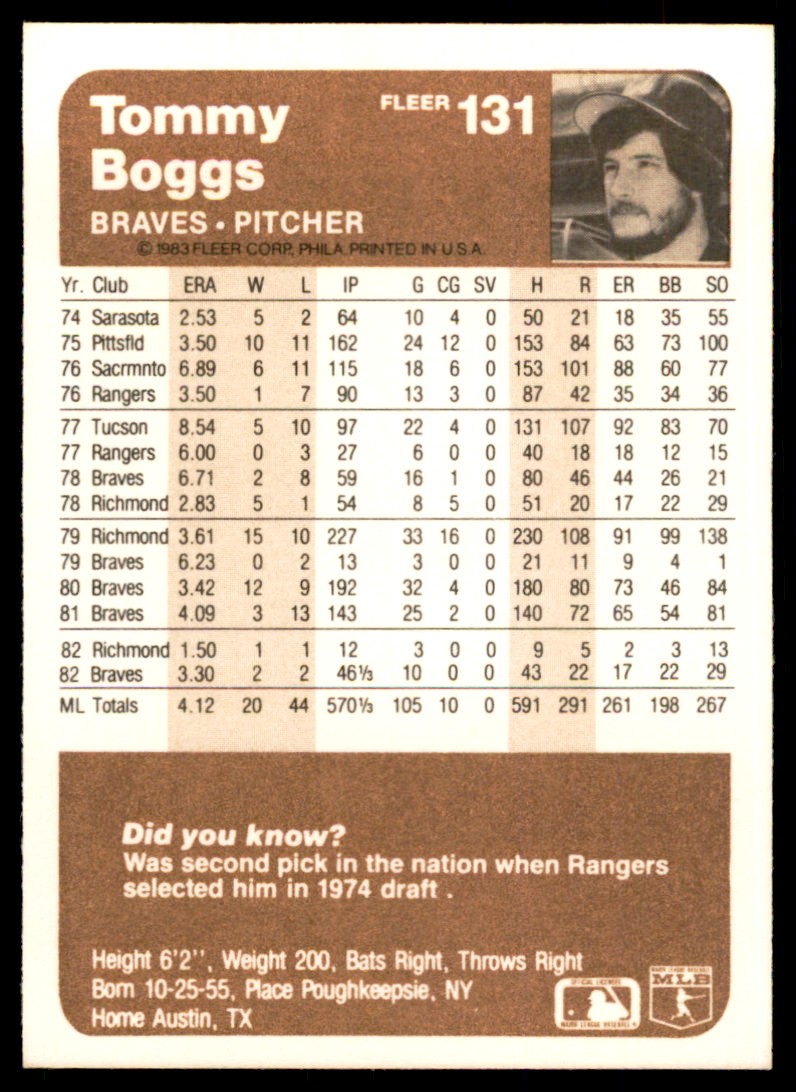 Tommy
Boggs
FLEER 131
BRAVES • PITCHER
© 1983 FLEER CORP, PHILA. PRINTED IN U.S.A.
Yr. Club ERA W L IP G CG SV H R ER BB SO
74 Sarasota 2.53 5 2 64 10 4 0 50 21 18 35 55
75 Pittsfld 3.50 10 11 162 24 12 0 153 84 63 73 100
76 Sacrmnto 6.89 6 11 115 18 6 0 153 101 88 60 77
76 Rangers 3.50 1 7 90 13 3 0 87 42 35 34 36
77 Tucson 8.54 5 10 97 22 4 0 131 107 92 83 70
77 Rangers 6.00 0 3 27 6 0 0 40 18 18 12 15
78 Braves 6.71 2 8 59 16 1 0 80 46 44 26 21
78 Richmond 2.83 5 1 54 8 5 0 51 20 17 22 29
79 Richmond 3.61 15 10 227 33 16 0 230 108 91 99 138
79 Braves 6.23 0 2 13 3 0 0 21 11 9 4 1
80 Braves 3.42 12 9 192 32 4 0 180 80 73 46 84
81 Braves 4.09 3 13 143 25 2 0 140 72 65 54 81
82 Richmond 1.50 1 1 12 3 0 0 9 5 2 3 13
82 Braves 3.30 2 2 46⅓ 10 0 0 43 22 17 22 29
ML Totals 4.12 20 44 570⅓ 105 10 0 591 291 261 198 267
Did you know?
Was second pick in the nation when Rangers
selected him in 1974 draft .
Height 6'2'', Weight 200, Bats Right, Throws Right
Born 10-25-55, Place Poughkeepsie, NY
Home Austin, TX
OFFICIAL LICENSEE
MAJOR LEAGUE BASEBALL
MLB